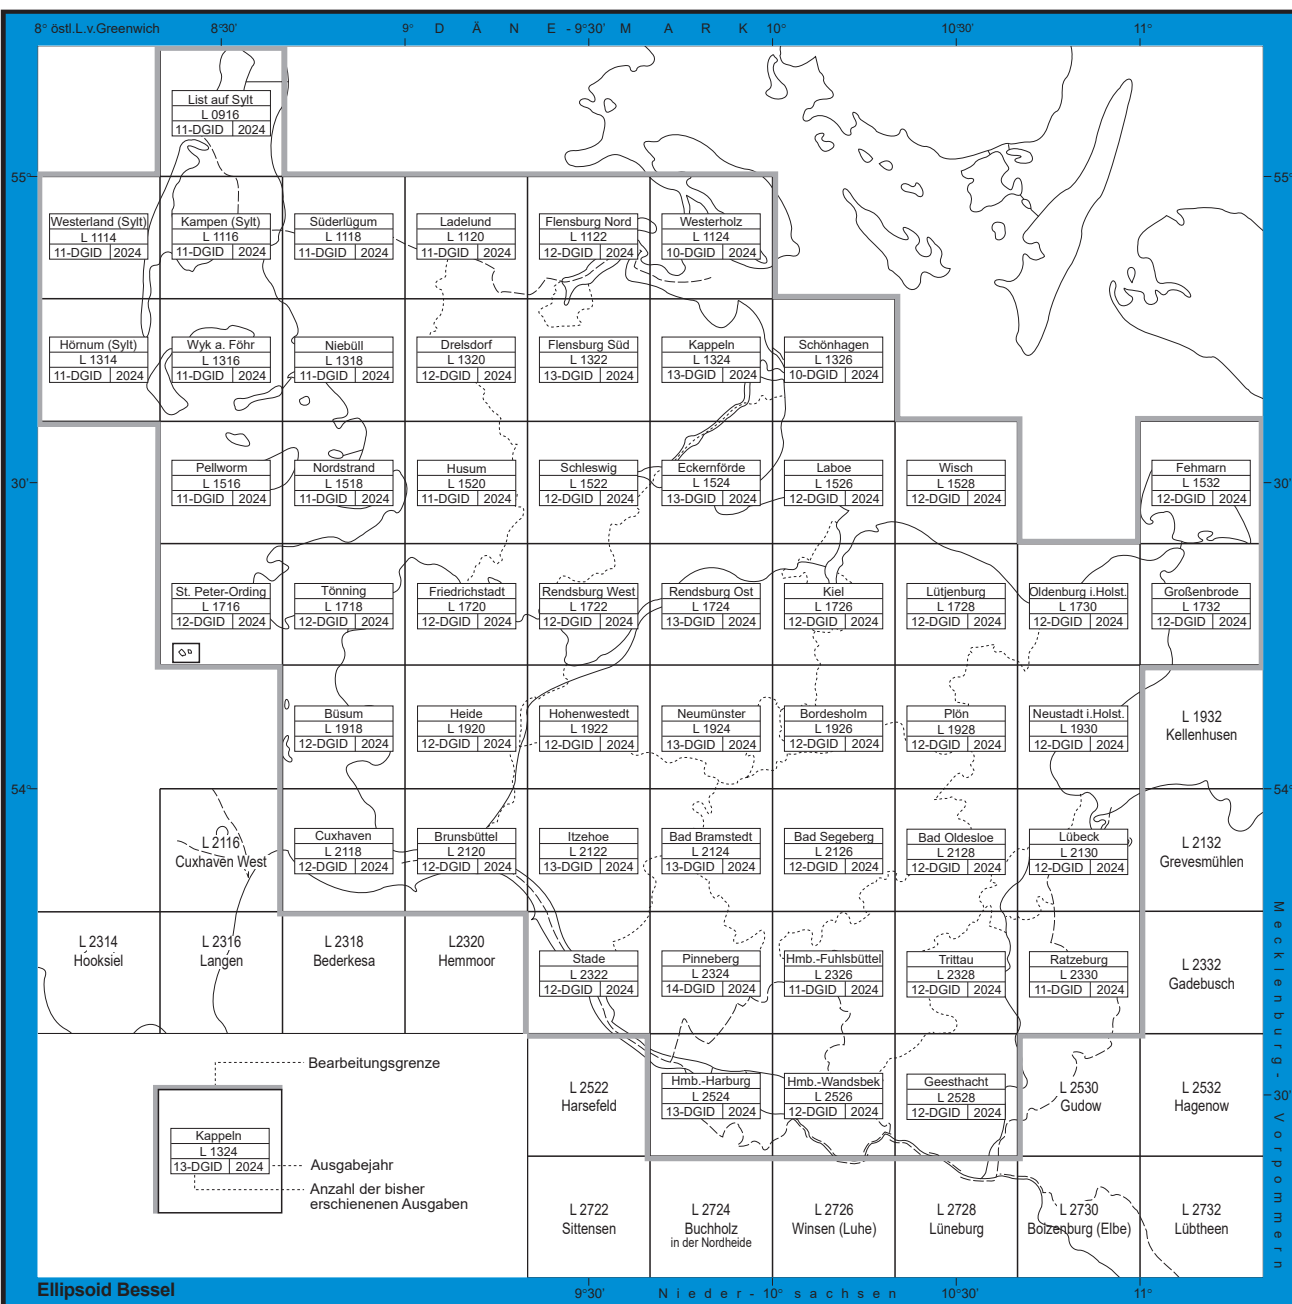 8° östl.L.v.Greenwich 8°30' 9° D Ä N E - 9°30' M A R K 10° 10°30' 11°
List auf Sylt
L 0916
11-DGID 2024
55° 55°
Westerland (Sylt) Kampen (Sylt) Süderlügum Ladelund Flensburg Nord Westerholz
L 1114 L 1116 L 1118 L 1120 L 1122 L 1124
11-DGID 2024 11-DGID 2024 11-DGID 2024 11-DGID 2024 12-DGID 2024 10-DGID 2024
Hörnum (Sylt) Wyk a. Föhr Niebüll Drelsdorf Flensburg Süd Kappeln Schönhagen
L 1314 L 1316 L 1318 L 1320 L 1322 L 1324 L 1326
11-DGID 2024 11-DGID 2024 11-DGID 2024 12-DGID 2024 13-DGID 2024 13-DGID 2024 10-DGID 2024
Pellworm Nordstrand Husum Schleswig Eckernförde Laboe Wisch Fehmarn
30' L 1516 L 1518 L 1520 L 1522 L 1524 L 1526 L 1528 L 1532 30'
11-DGID 2024 11-DGID 2024 11-DGID 2024 12-DGID 2024 13-DGID 2024 12-DGID 2024 12-DGID 2024 12-DGID 2024
St. Peter-Ording Tönning Friedrichstadt Rendsburg West Rendsburg Ost Kiel Lütjenburg Oldenburg i.Holst. Großenbrode
L 1716 L 1718 L 1720 L 1722 L 1724 L 1726 L 1728 L 1730 L 1732
12-DGID 2024 12-DGID 2024 12-DGID 2024 12-DGID 2024 13-DGID 2024 12-DGID 2024 12-DGID 2024 12-DGID 2024 12-DGID 2024
Büsum Heide Hohenwestedt Neumünster Bordesholm Plön Neustadt i.Holst. L 1932
L 1918 L 1920 L 1922 L 1924 L 1926 L 1928 L 1930 Kellenhusen
12-DGID 2024 12-DGID 2024 12-DGID 2024 13-DGID 2024 12-DGID 2024 12-DGID 2024 12-DGID 2024
54° 54°
L 2116 Cuxhaven Brunsbüttel Itzehoe Bad Bramstedt Bad Segeberg Bad Oldesloe Lübeck L 2132
Cuxhaven West L 2118 L 2120 L 2122 L 2124 L 2126 L 2128 L 2130 Grevesmühlen
12-DGID 2024 12-DGID 2024 13-DGID 2024 13-DGID 2024 12-DGID 2024 12-DGID 2024 12-DGID 2024
L 2314 L 2316 L 2318 L2320
Hooksiel Langen Bederkesa Hemmoor
Stade Pinneberg Hmb.-Fuhlsbüttel Trittau Ratzeburg L 2332
L 2322 L 2324 L 2326 L 2328 L 2330 Gadebusch
12-DGID 2024 14-DGID 2024 11-DGID 2024 12-DGID 2024 11-DGID 2024
Mecklenburg-Vorpommern
Bearbeitungsgrenze
L 2522 Hmb.-Harburg Hmb.-Wandsbek Geesthacht L 2530 L 2532
Harsefeld L 2524 L 2526 L 2528 Gudow Hagenow 30'
13-DGID 2024 12-DGID 2024 12-DGID 2024
Kappeln
L 1324
13-DGID 2024 Ausgabejahr
Anzahl der bisher
erschienenen Ausgaben
L 2722 L 2724 L 2726 L 2728 L 2730 L 2732
Sittensen Buchholz Winsen (Luhe) Lüneburg Boizenburg (Elbe) Lübtheen
in der Nordheide
Ellipsoid Bessel 9°30' N i e d e r - 10° s a c h s e n 10°30' 11°